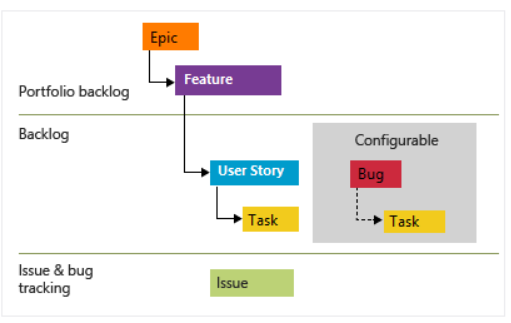 Epic
Feature
Portfolio backlog
Backlog
Configurable
User Story
Bug
Task
Task
Issue & bug
tracking
Issue